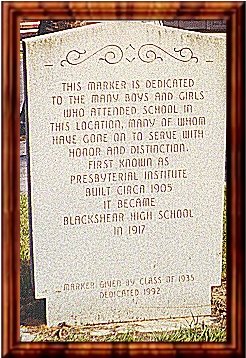 THIS MARKER IS DEDICATED
TO THE MANY BOYS AND GIRLS
WHO ATTENDED SCHOOL IN
THIS LOCATION, MANY OF WHOM
HAVE GONE ON TO SERVE WITH
HONOR AND DISTINCTION.
FIRST KNOWN AS
PRESBYTERIAL INSTITUTE
BUILT CIRCA 1905
IT BECAME
BLACKSHEAR HIGH SCHOOL
IN 1917
MARKER GIVEN BY CLASS OF 1935
DEDICATED 1992